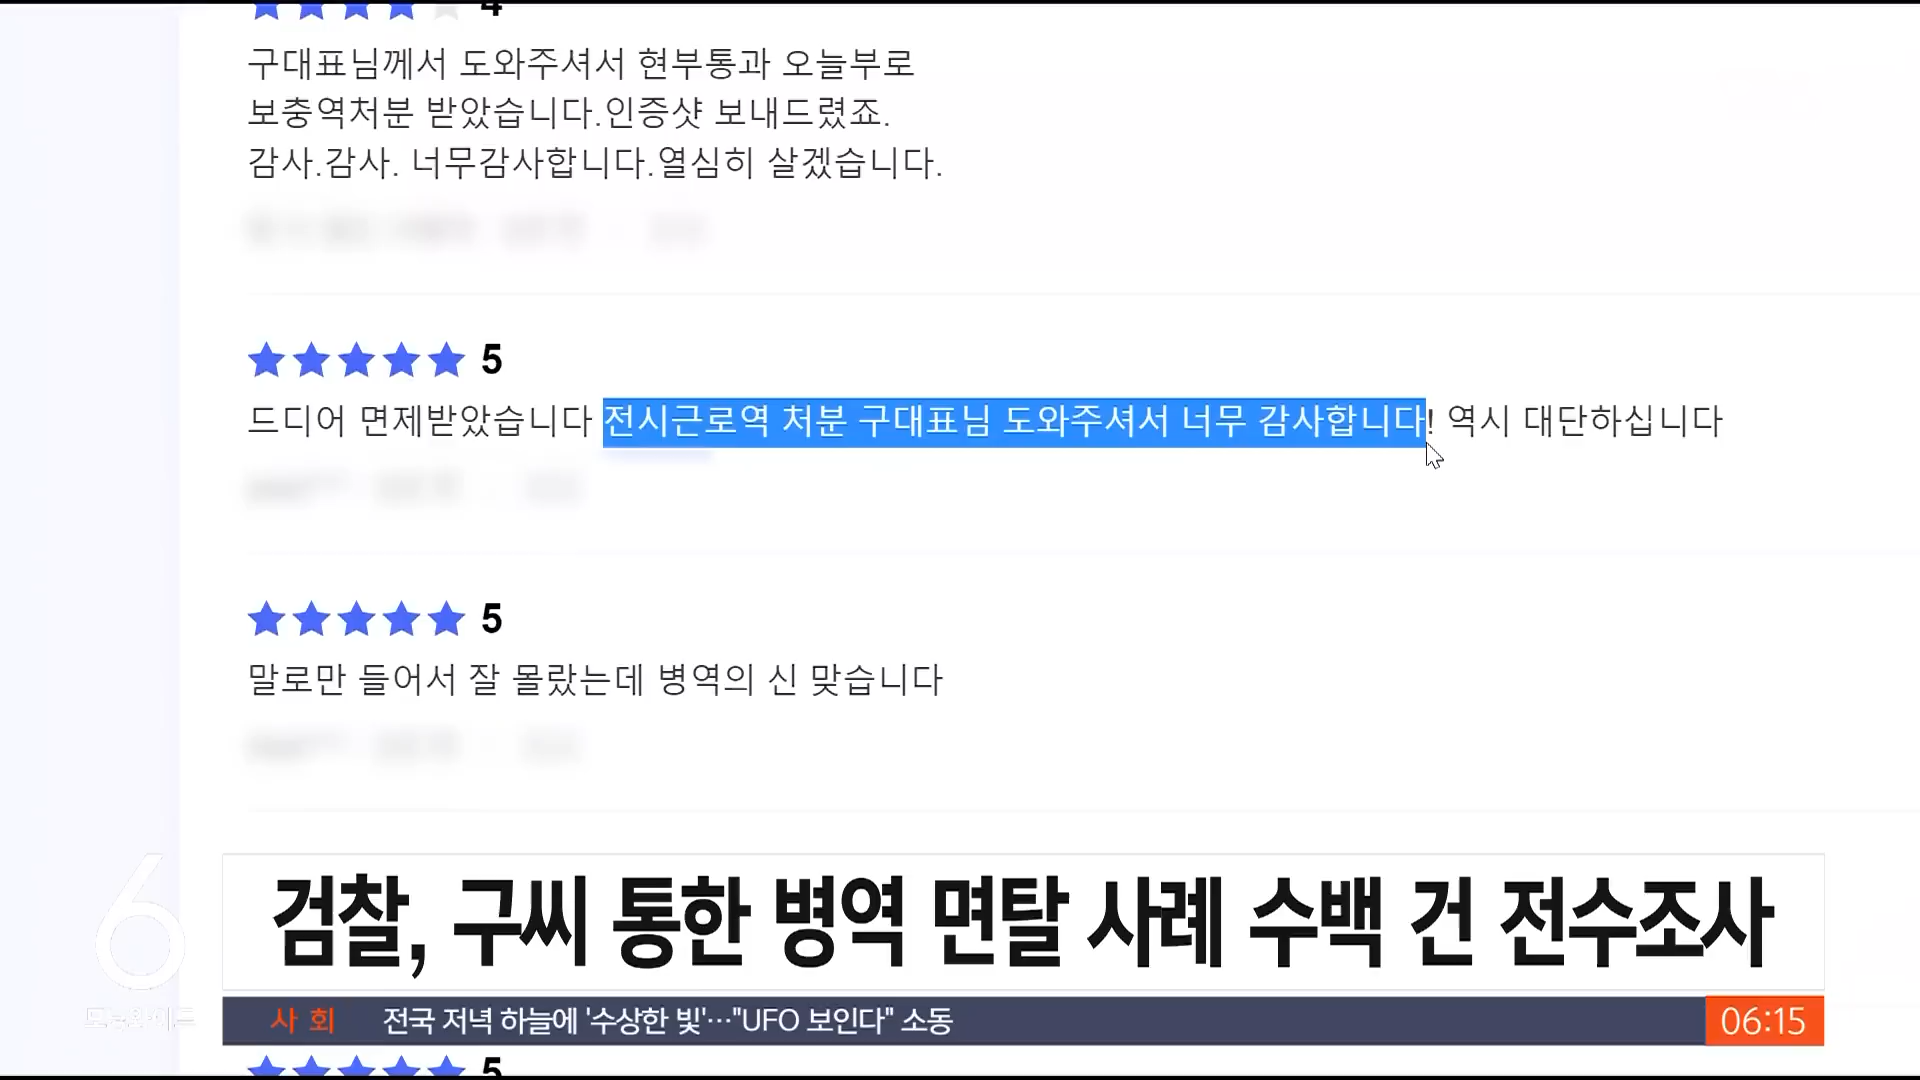 4
구대표님께서 도와주셔서 현부통과 오늘부로
보충역처분 받았습니다.인증샷 보내드렸죠.
감사.감사. 너무감사합니다.열심히 살겠습니다.
5
드디어 면제받았습니다 전시근로역 처분 구대표님 도와주셔서 너무 감사합니다! 역시 대단하십니다
5
말로만 들어서 잘 몰랐는데 병역의 신 맞습니다
검찰, 구씨 통한 병역 면탈 사례 수백 건 전수조사
6
모닝와이드
사회 전국 저녁 하늘에 '수상한 빛'…"UFO 보인다" 소동 06:15
5